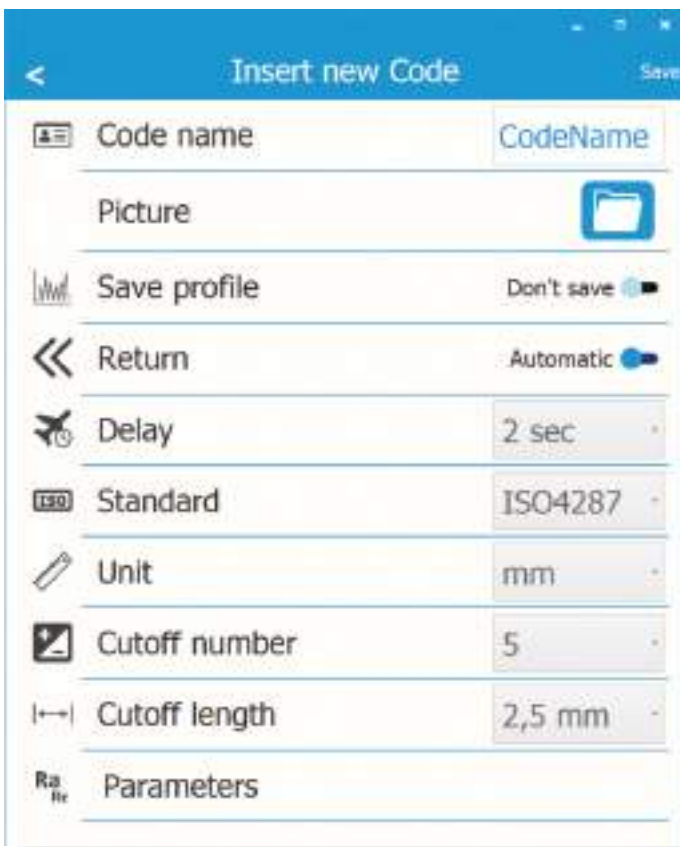 < Insert new Code Save
Code name CodeName
Picture
Save profile Don't save
Return Automatic
Delay 2 sec
ISO Standard ISO4287
Unit mm
Cutoff number 5
Cutoff length 2,5 mm
Ra Parameters